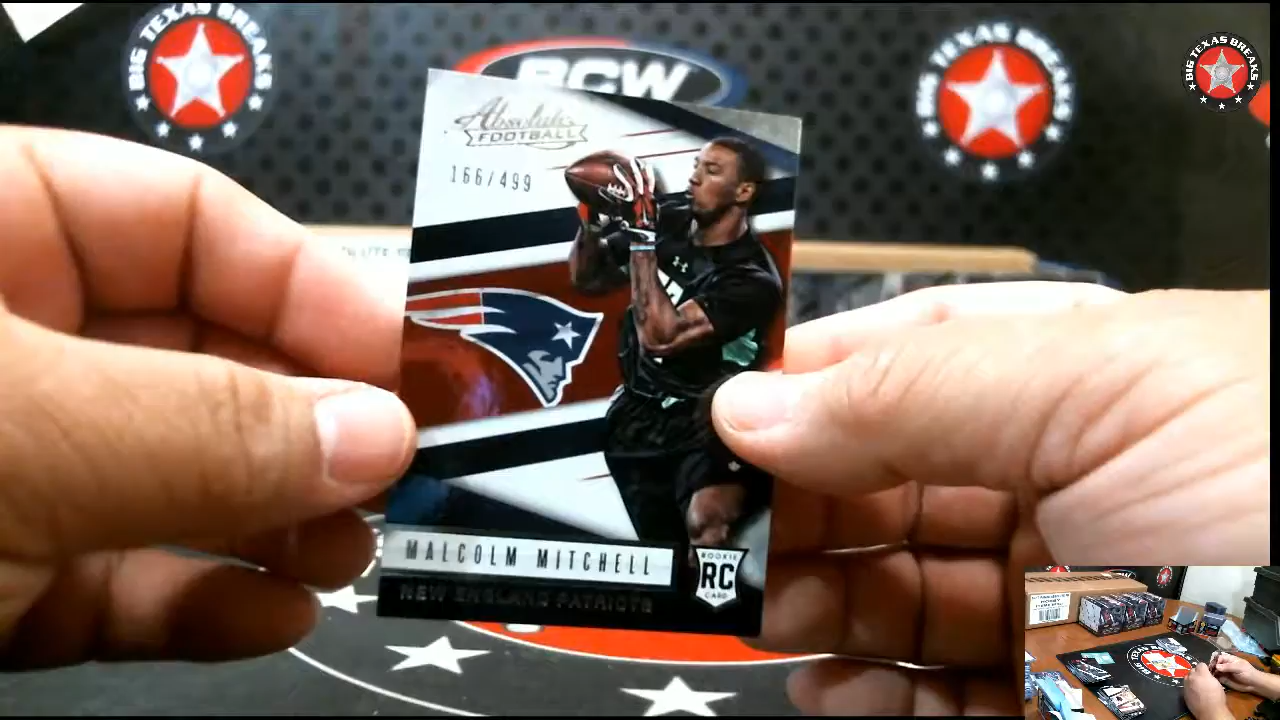 BIG TEXAS BREAKS
BCW
BIG TEXAS BREAKS
BIG TEXAS BREAKS
Absolute
FOOTBALL
166/499
MALCOLM MITCHELL
NEW ENGLAND PATRIOTS
ROOKIE
RC
CARD